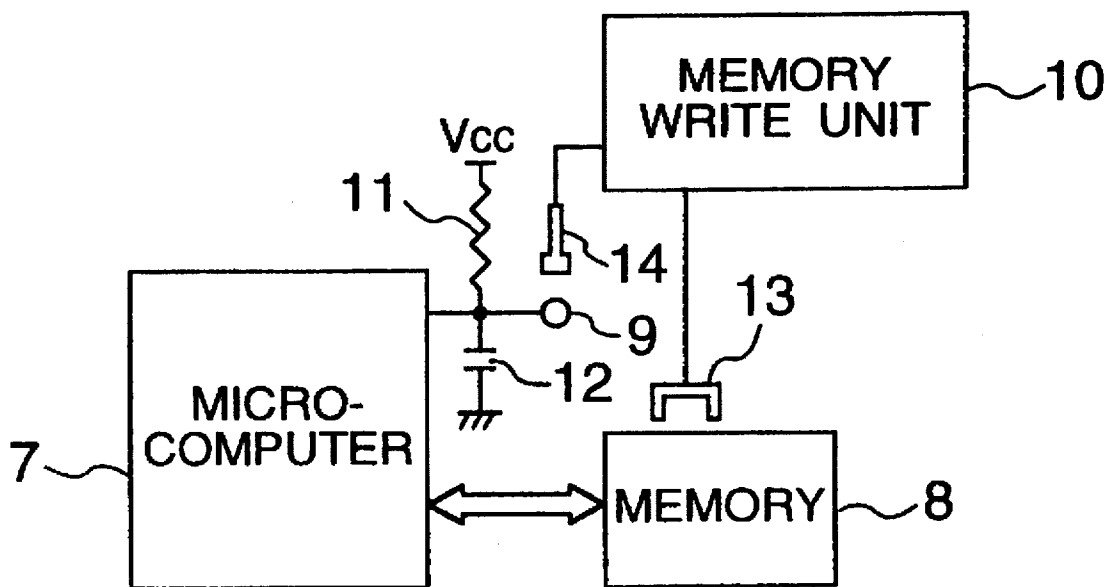 MEMORY
WRITE UNIT
10
Vcc
11
14
13
9
12
MICRO-
COMPUTER
7
MEMORY
8